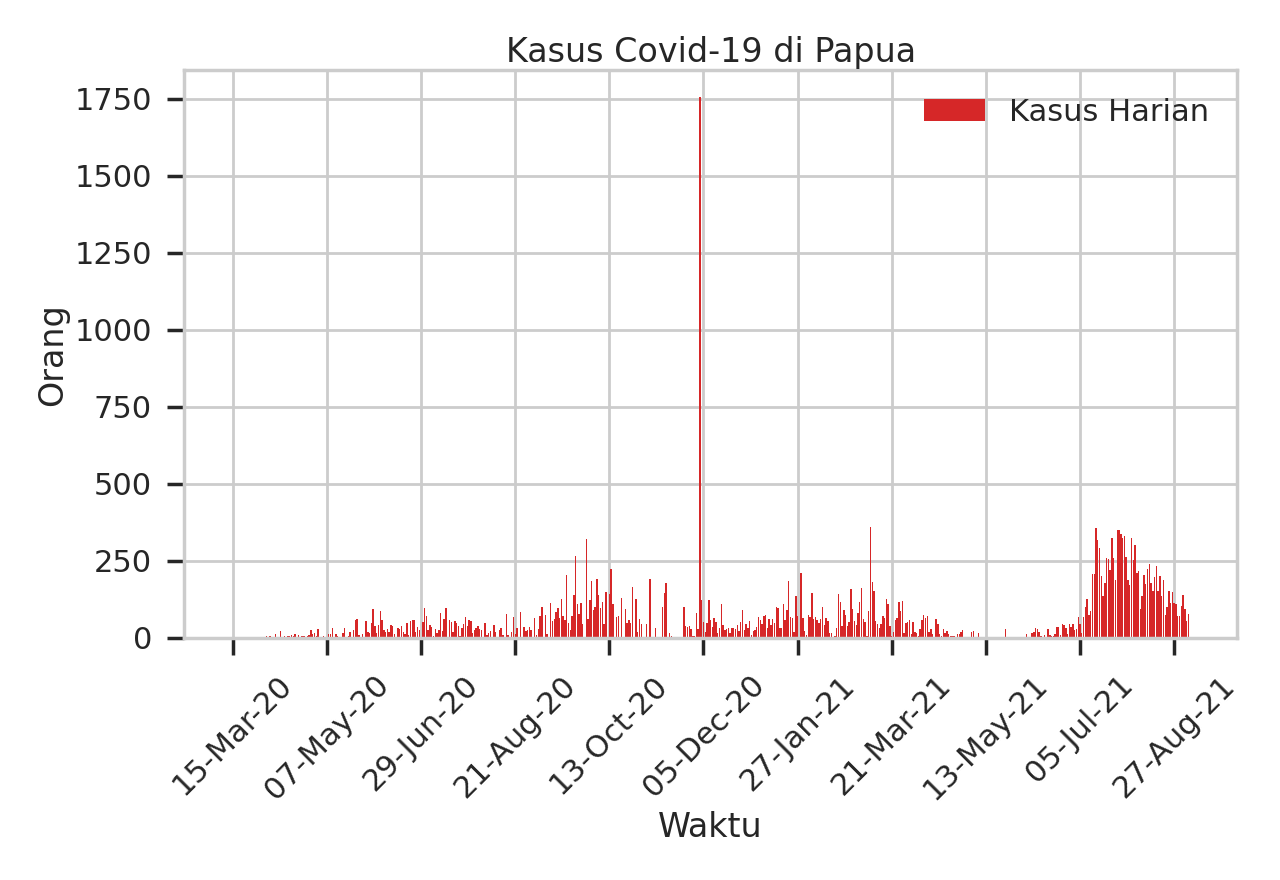 Kasus Covid-19 di Papua
Kasus Harian
1750
1500
1250
1000
750
500
250
0
Orang
15-Mar-20
07-May-20
29-Jun-20
21-Aug-20
13-Oct-20
05-Dec-20
27-Jan-21
21-Mar-21
13-May-21
05-Jul-21
27-Aug-21
Waktu